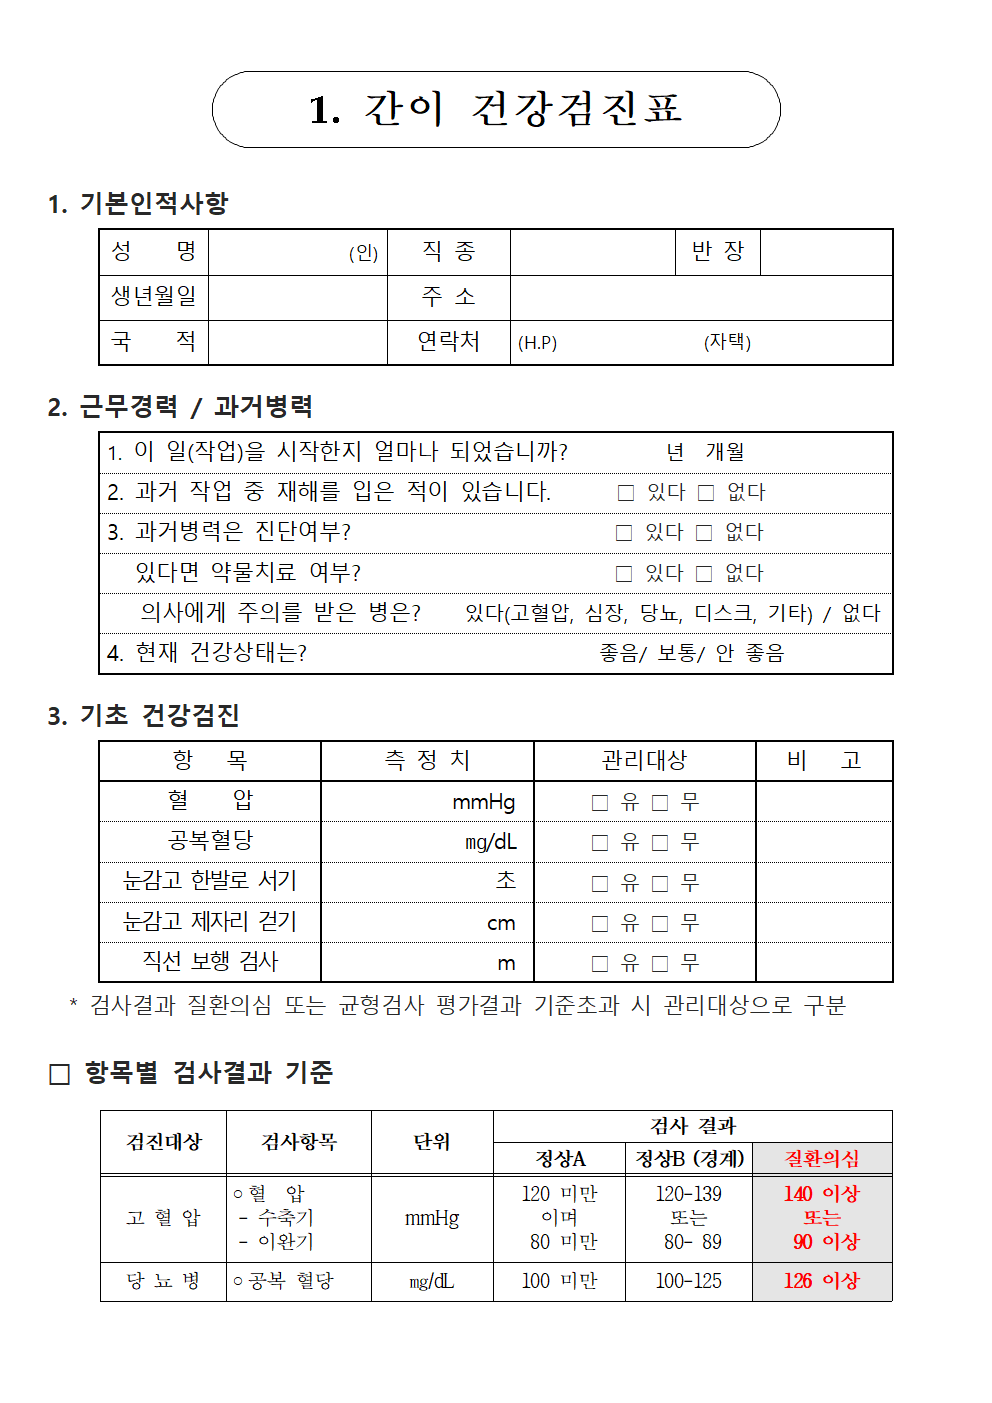 1. 간이 건강검진표
1. 기본인적사항
성 명 (인) 직 종 반 장
생년월일 주 소
국 적 연락처 (H.P) (자택)
2. 근무경력 / 과거병력
1. 이 일(작업)을 시작한지 얼마나 되었습니까? 년 개월
2. 과거 작업 중 재해를 입은 적이 있습니다. □ 있다 □ 없다
3. 과거병력은 진단여부? □ 있다 □ 없다
있다면 약물치료 여부? □ 있다 □ 없다
의사에게 주의를 받은 병은? 있다(고혈압, 심장, 당뇨, 디스크, 기타) / 없다
4. 현재 건강상태는? 좋음/ 보통/ 안 좋음
3. 기초 건강검진
항 목 측 정 치 관리대상 비 고
혈 압 mmHg □ 유 □ 무
공복혈당 ㎎/dL □ 유 □ 무
눈감고 한발로 서기 초 □ 유 □ 무
눈감고 제자리 걷기 cm □ 유 □ 무
직선 보행 검사 m □ 유 □ 무
* 검사결과 질환의심 또는 균형검사 평가결과 기준초과 시 관리대상으로 구분
□ 항목별 검사결과 기준
검진대상 검사항목 단위 검사 결과
정상A 정상B (경계) 질환의심
고 혈 압 ○ 혈 압 - 수축기 - 이완기 mmHg 120 미만 이며 80 미만 120-139 또는 80- 89 140 이상 또는 90 이상
당 뇨 병 ○ 공복 혈당 ㎎/dL 100 미만 100-125 126 이상